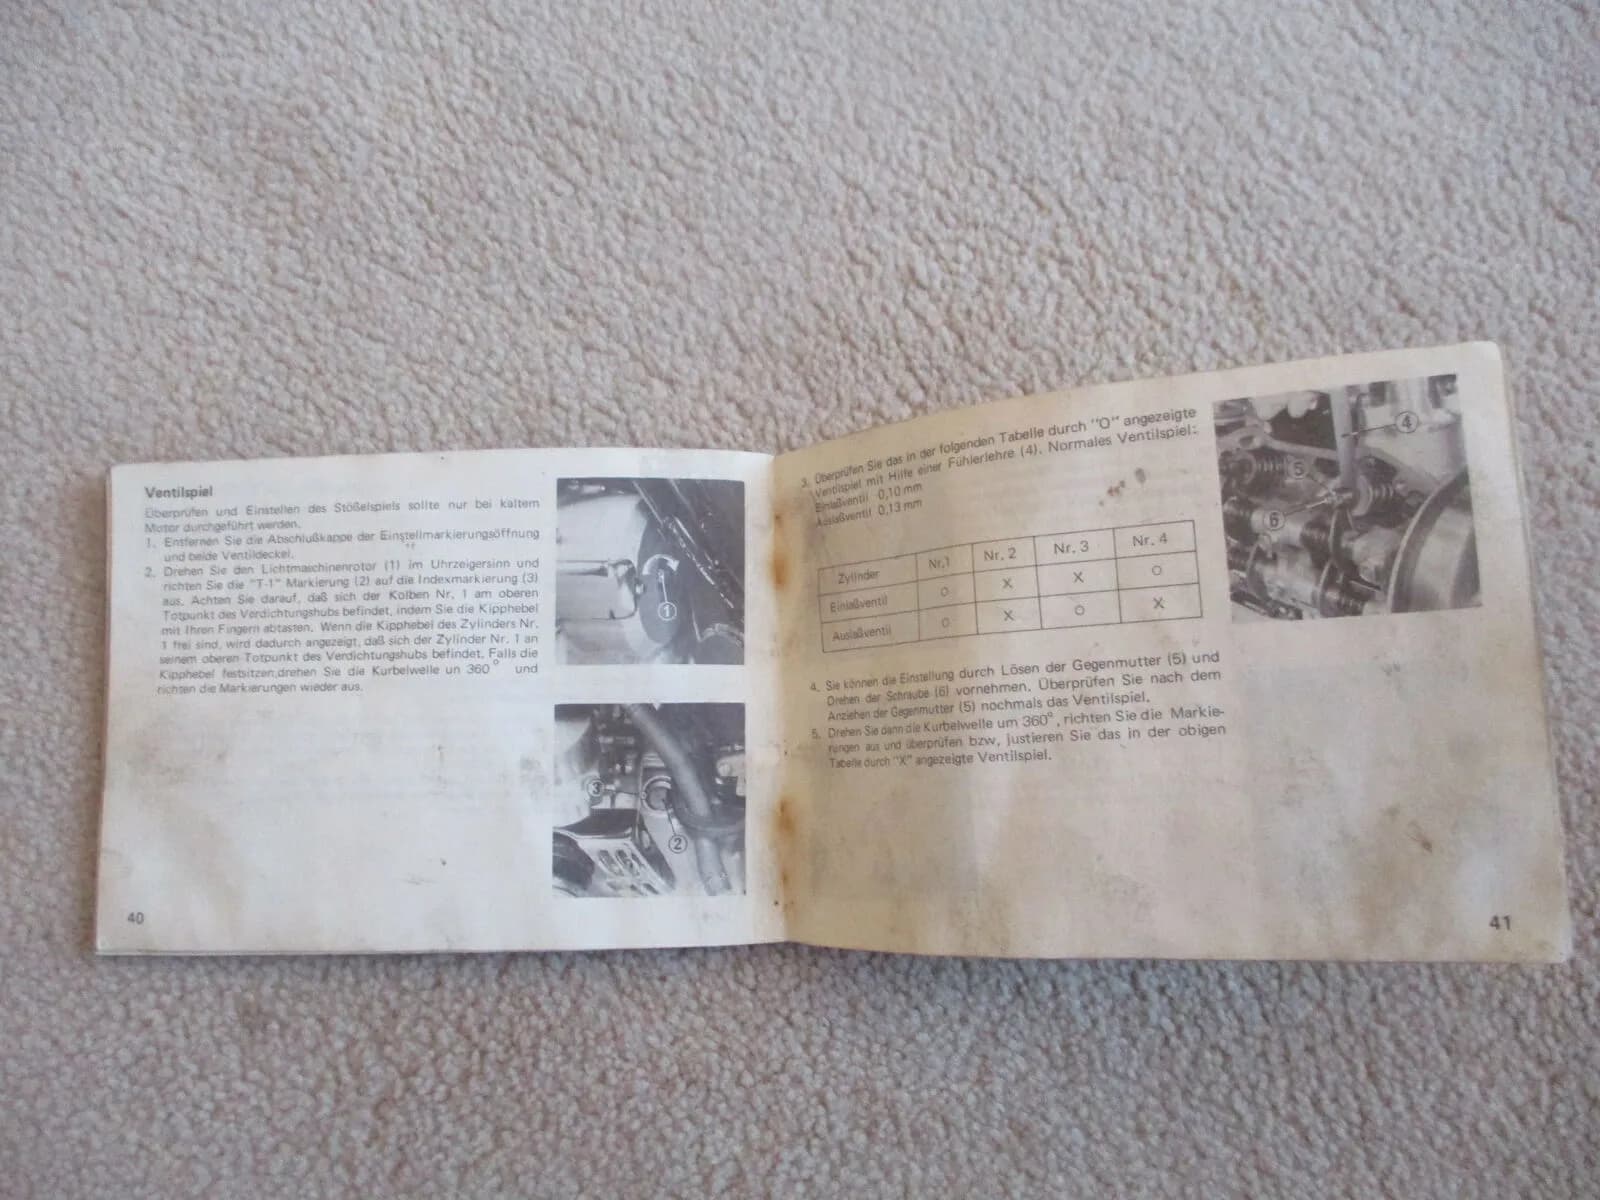 Ventilspiel
Überprüfen und Einstellen des Stößelspiels sollte nur bei kaltem
Motor durchgeführt werden.
1. Entfernen Sie die Abschlußkappe der Einstellmarkierungsöffnung
und beide Ventildeckel.
2. Drehen Sie den Lichtmaschinenrotor (1) im Uhrzeigersinn und
richten Sie die "T-1" Markierung (2) auf die Indexmarkierung (3)
aus. Achten Sie darauf, daß sich der Kolben Nr. 1 am oberen
Totpunkt des Verdichtungshubs befindet, indem Sie die Kipphebel
mit Ihren Fingern abtasten. Wenn die Kipphebel des Zylinders Nr.
1 frei sind, wird dadurch angezeigt, daß sich der Zylinder Nr. 1 an
seinem oberen Totpunkt des Verdichtungshubs befindet. Falls die
Kipphebel festsitzen,drehen Sie die Kurbelwelle un 360° und
richten die Markierungen wieder aus.
1
3
2
40
3. Überprüfen Sie das in der folgenden Tabelle durch "O" angezeigte
Ventilspiel mit Hilfe einer Fühlerlehre (4). Normales Ventilspiel:
Einlaßventil 0,10 mm
Auslaßventil 0,13 mm
Zylinder Nr.1 Nr. 2 Nr. 3 Nr. 4
Einlaßventil O X X O
Auslaßventil O X O X
4. Sie können die Einstellung durch Lösen der Gegenmutter (5) und
Drehen der Schraube (6) vornehmen. Überprüfen Sie nach dem
Anziehen der Gegenmutter (5) nochmals das Ventilspiel.
5. Drehen Sie dann die Kurbelwelle um 360°, richten Sie die Markie-
rungen aus und überprüfen bzw. justieren Sie das in der obigen
Tabelle durch "X" angezeigte Ventilspiel.
4
5
6
41